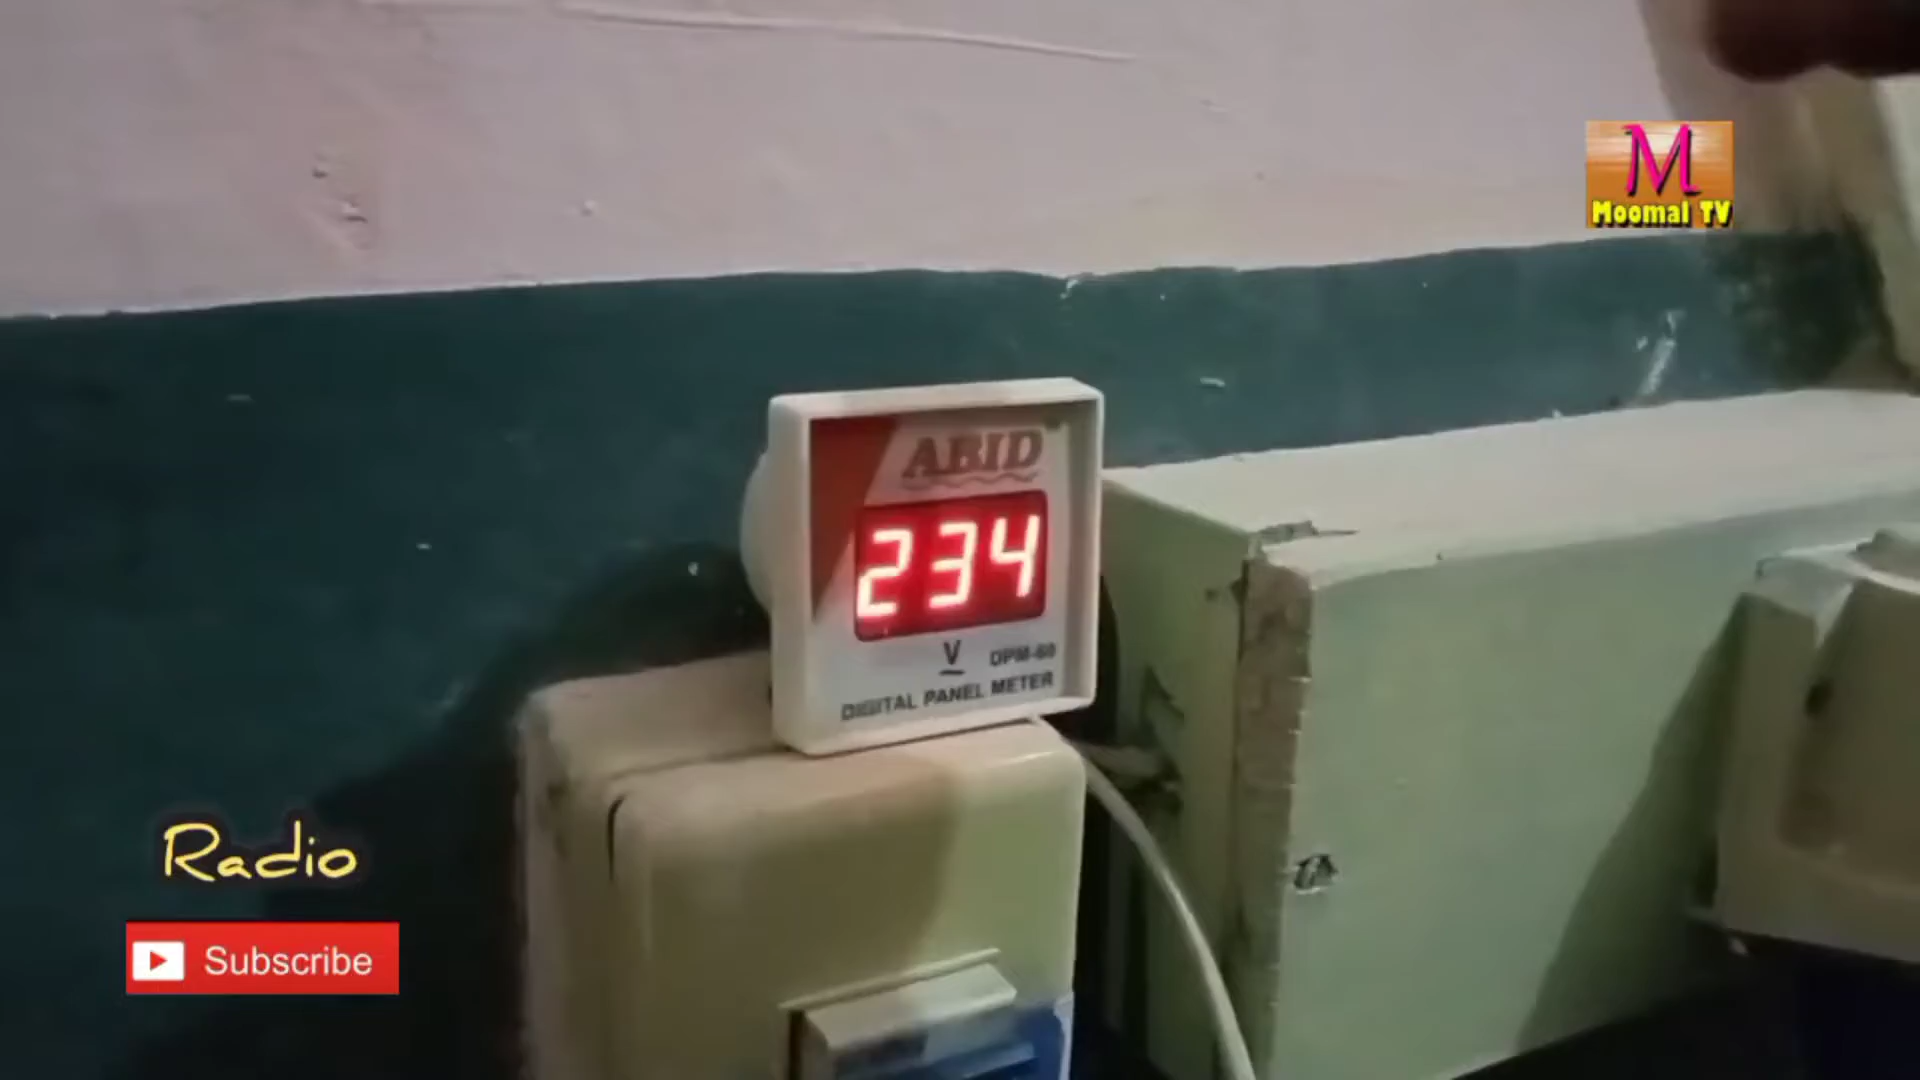 M
Moomal TV
ABID
234
V
DPM-60
DIGITAL PANEL METER
Radio
Subscribe